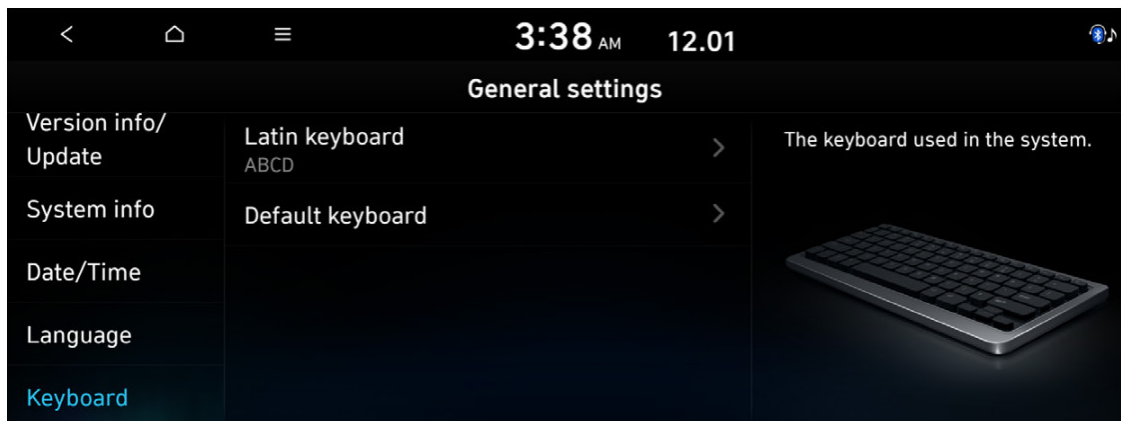 3:38 AM 12.01
General settings
Version info/
Update
System info
Date/Time
Language
Keyboard
Latin keyboard
ABCD
Default keyboard
The keyboard used in the system.